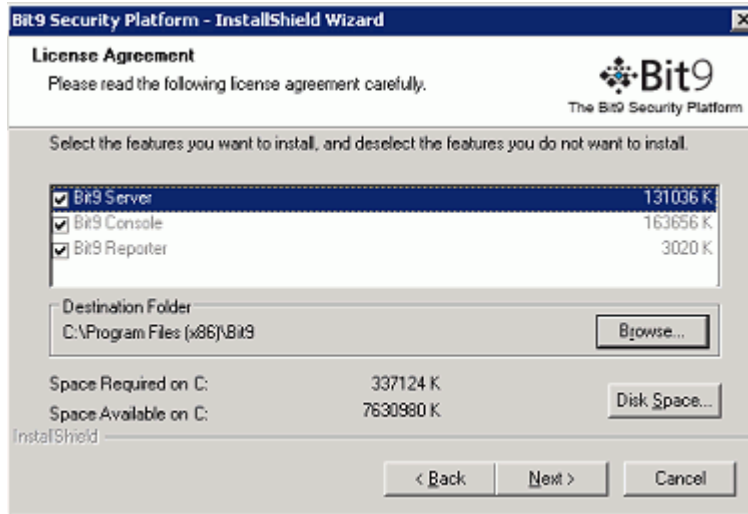 Bit9 Security Platform - InstallShield Wizard
License Agreement
Please read the following license agreement carefully.
Bit9
The Bit9 Security Platform
Select the features you want to install, and deselect the features you do not want to install.
Bit9 Server 131036 K
Bit9 Console 163656 K
Bit9 Reporter 3020 K
Destination Folder
C:\Program Files (x86)\Bit9
Browse...
Space Required on C: 337124 K
Space Available on C: 7630980 K
Disk Space...
InstallShield
< Back Next > Cancel